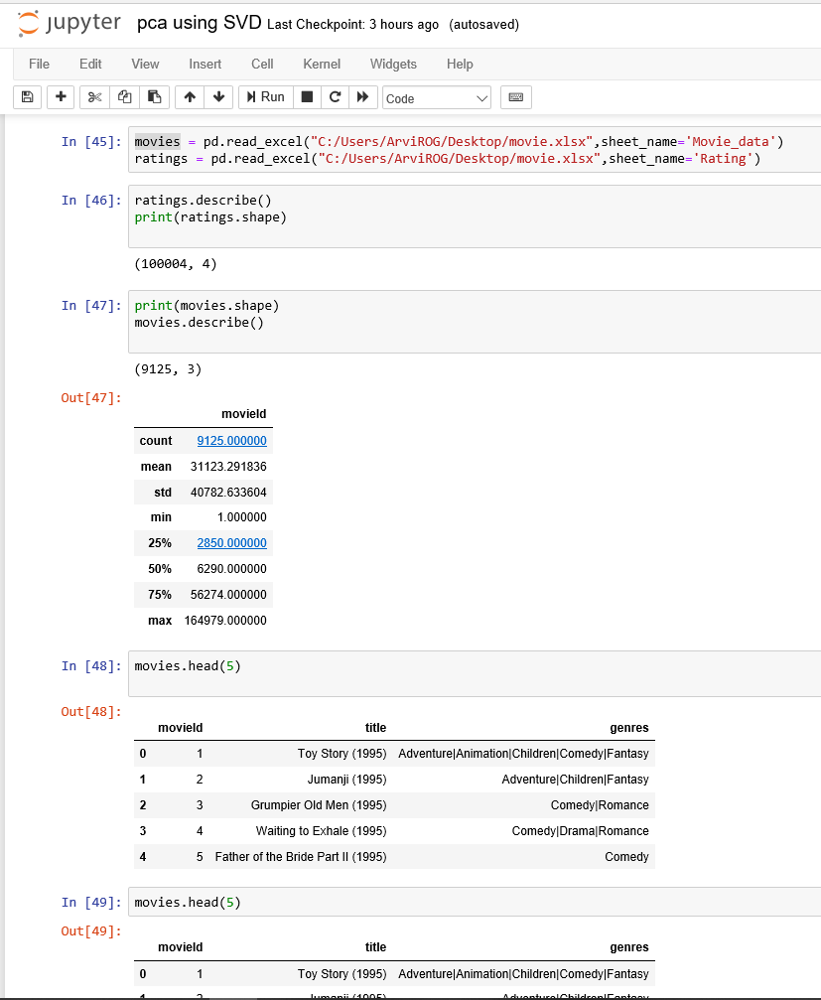 jupyter pca using SVD Last Checkpoint: 3 hours ago (autosaved)
File Edit View Insert Cell Kernel Widgets Help
Run Code
In [45]: movies = pd.read_excel("C:/Users/ArviROG/Desktop/movie.xlsx",sheet_name='Movie_data')
ratings = pd.read_excel("C:/Users/ArviROG/Desktop/movie.xlsx",sheet_name='Rating')
In [46]: ratings.describe()
print(ratings.shape)
(100004, 4)
In [47]: print(movies.shape)
movies.describe()
(9125, 3)
Out[47]:
movieId
count 9125.000000
mean 31123.291836
std 40782.633604
min 1.000000
25% 2850.000000
50% 6290.000000
75% 56274.000000
max 164979.000000
In [48]: movies.head(5)
Out[48]:
movieId title genres
0 1 Toy Story (1995) Adventure|Animation|Children|Comedy|Fantasy
1 2 Jumanji (1995) Adventure|Children|Fantasy
2 3 Grumpier Old Men (1995) Comedy|Romance
3 4 Waiting to Exhale (1995) Comedy|Drama|Romance
4 5 Father of the Bride Part II (1995) Comedy
In [49]: movies.head(5)
Out[49]:
movieId title genres
0 1 Toy Story (1995) Adventure|Animation|Children|Comedy|Fantasy
1 2 Jumanji (1995) Adventure|Children|Fantasy